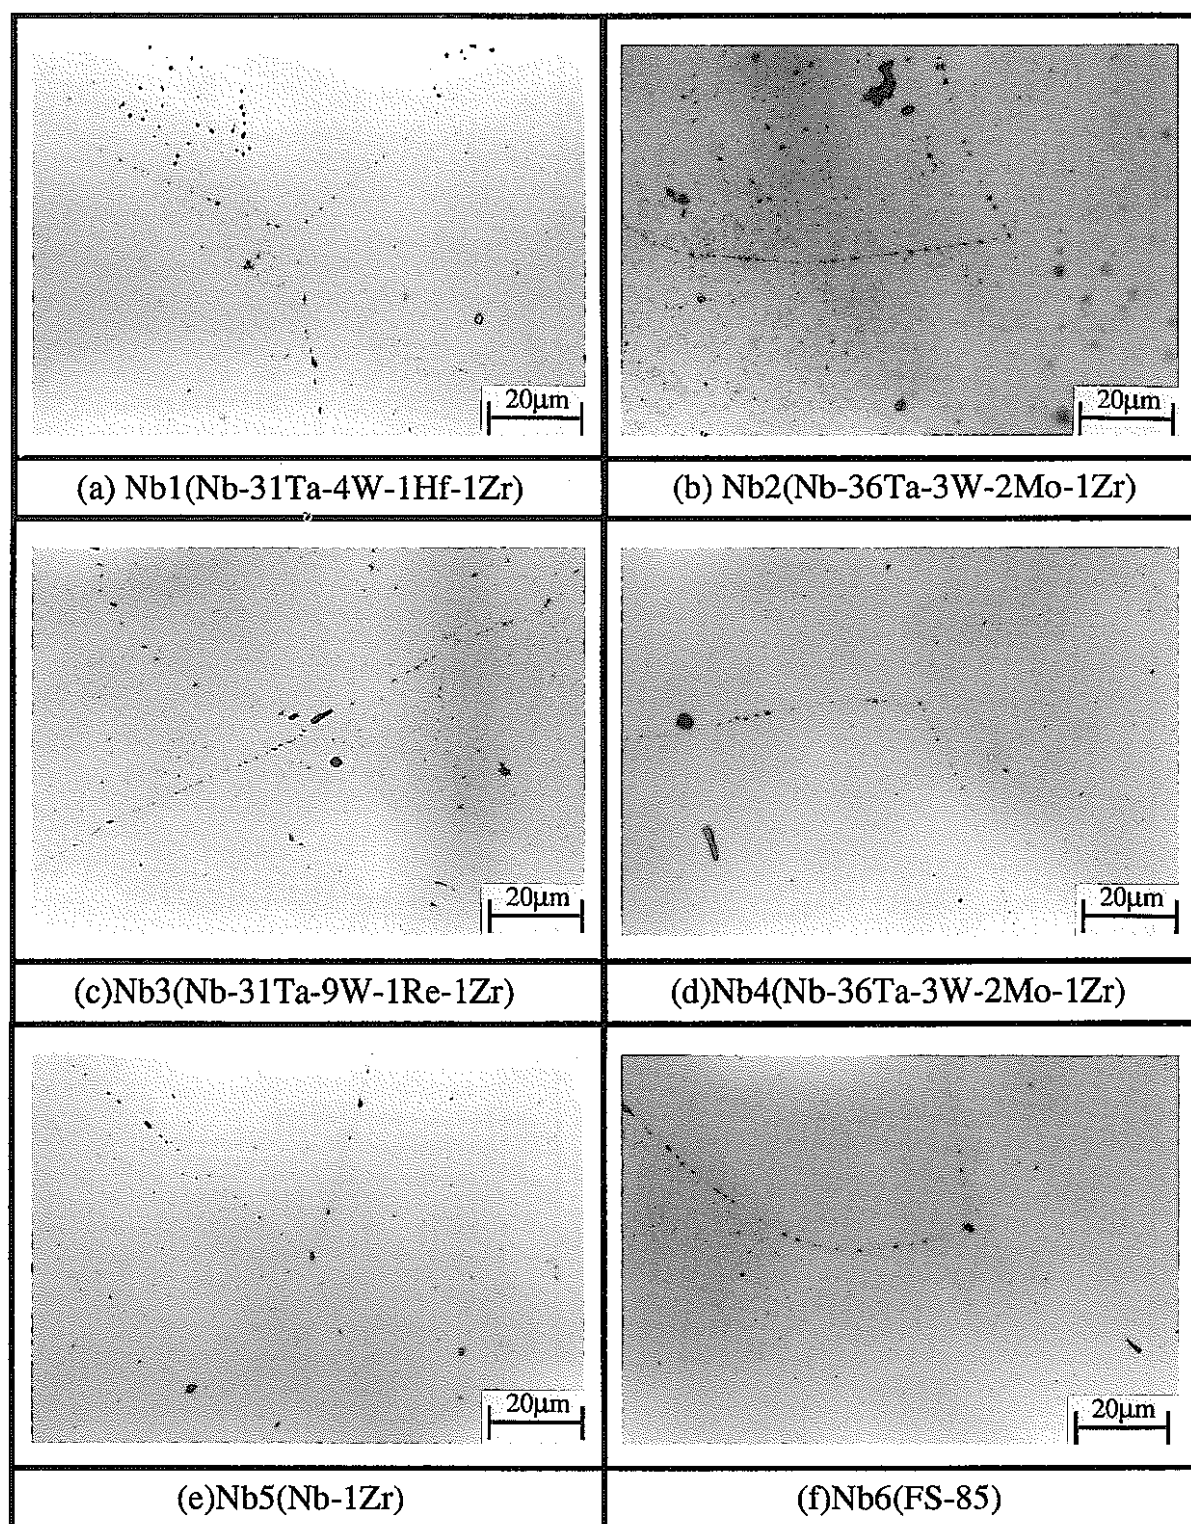 20μm
20μm
(a) Nb1(Nb-31Ta-4W-1Hf-1Zr)
(b) Nb2(Nb-36Ta-3W-2Mo-1Zr)
20μm
20μm
(c)Nb3(Nb-31Ta-9W-1Re-1Zr)
(d)Nb4(Nb-36Ta-3W-2Mo-1Zr)
20μm
20μm
(e)Nb5(Nb-1Zr)
(f)Nb6(FS-85)